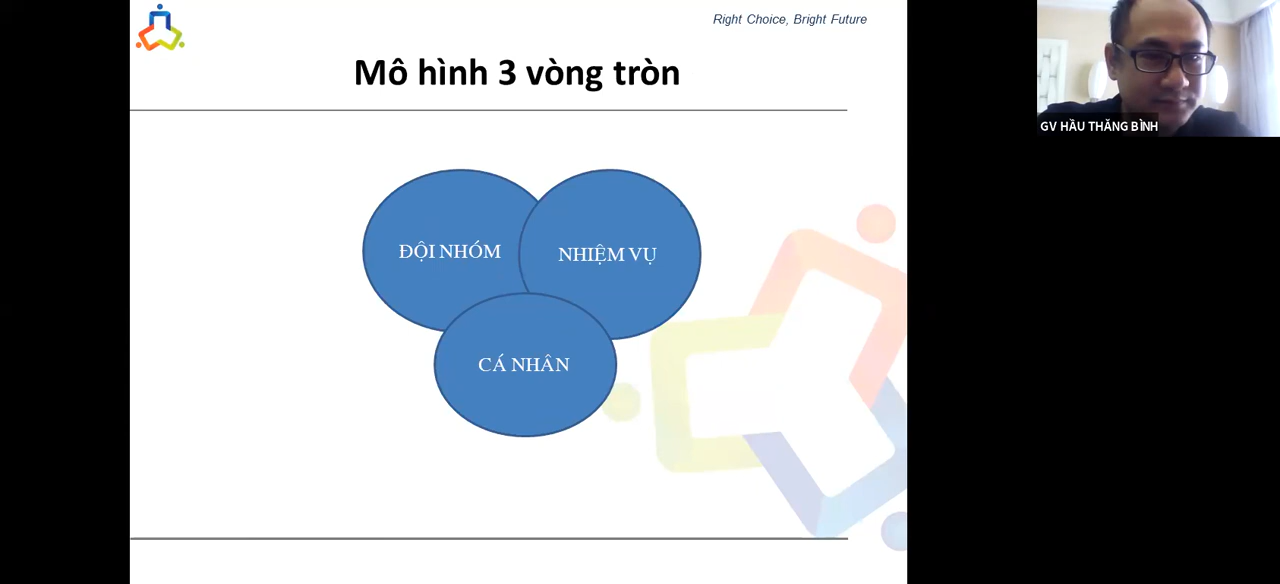 Right Choice, Bright Future
Mô hình 3 vòng tròn
ĐỘI NHÓM
NHIỆM VỤ
CÁ NHÂN
GV HẦU THĂNG BÌNH